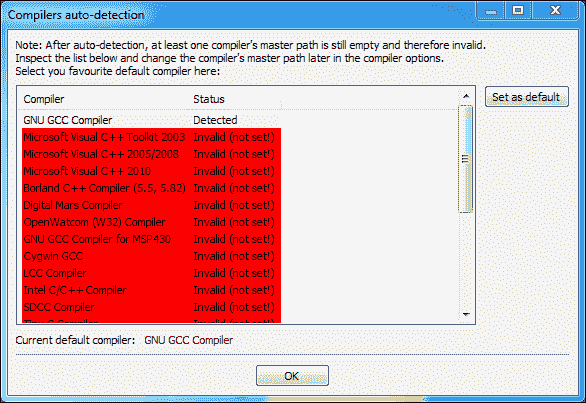 Compilers auto-detection
Note: After auto-detection, at least one compiler's master path is still empty and therefore invalid.
Inspect the list below and change the compiler's master path later in the compiler options.
Select you favourite default compiler here:
Compiler Status
GNU GCC Compiler Detected
Microsoft Visual C++ Toolkit 2003 Invalid (not set!)
Microsoft Visual C++ 2005/2008 Invalid (not set!)
Microsoft Visual C++ 2010 Invalid (not set!)
Borland C++ Compiler (5.5, 5.82) Invalid (not set!)
Digital Mars Compiler Invalid (not set!)
OpenWatcom (W32) Compiler Invalid (not set!)
GNU GCC Compiler for MSP430 Invalid (not set!)
Cygwin GCC Invalid (not set!)
LCC Compiler Invalid (not set!)
Intel C/C++ Compiler Invalid (not set!)
SDCC Compiler Invalid (not set!)
Set as default
Current default compiler: GNU GCC Compiler
OK